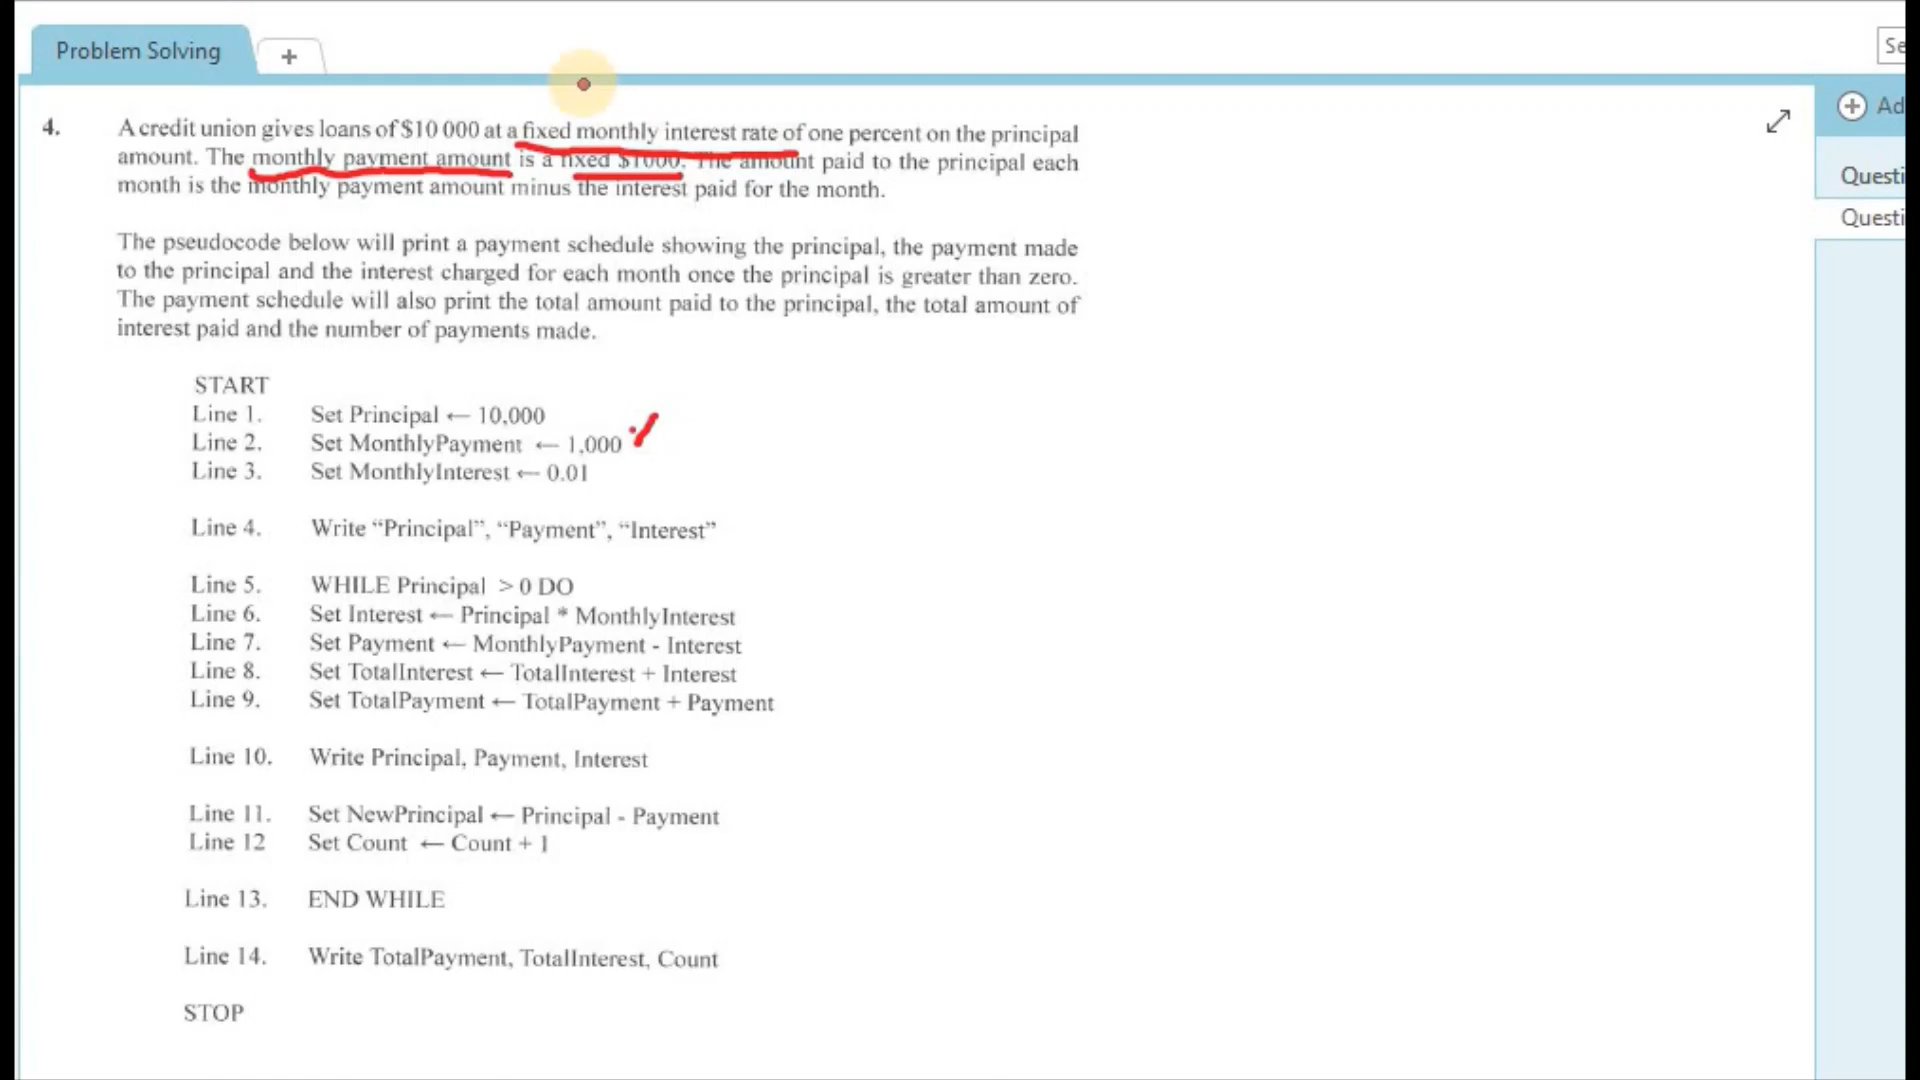 Problem Solving
+
Se
4. A credit union gives loans of $10 000 at a fixed monthly interest rate of one percent on the principal
amount. The monthly payment amount is a fixed $1000. The amount paid to the principal each
month is the monthly payment amount minus the interest paid for the month.
The pseudocode below will print a payment schedule showing the principal, the payment made
to the principal and the interest charged for each month once the principal is greater than zero.
The payment schedule will also print the total amount paid to the principal, the total amount of
interest paid and the number of payments made.
START
Line 1. Set Principal ← 10,000
Line 2. Set MonthlyPayment ← 1,000
Line 3. Set MonthlyInterest ← 0.01
Line 4. Write “Principal”, “Payment”, “Interest”
Line 5. WHILE Principal > 0 DO
Line 6. Set Interest ← Principal * MonthlyInterest
Line 7. Set Payment ← MonthlyPayment - Interest
Line 8. Set TotalInterest ← TotalInterest + Interest
Line 9. Set TotalPayment ← TotalPayment + Payment
Line 10. Write Principal, Payment, Interest
Line 11. Set NewPrincipal ← Principal - Payment
Line 12 Set Count ← Count + 1
Line 13. END WHILE
Line 14. Write TotalPayment, TotalInterest, Count
STOP
Ad
Questi
Questi